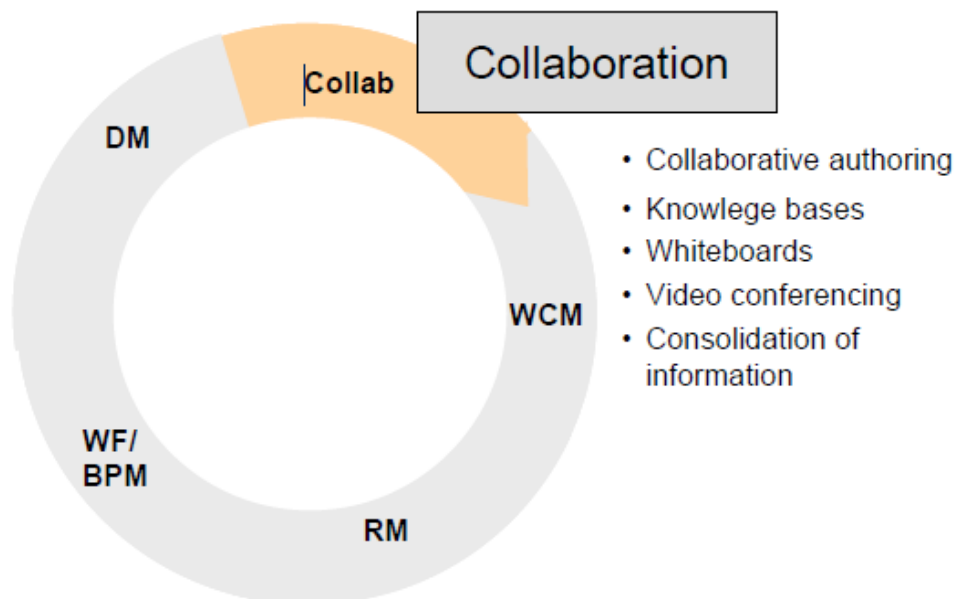 Collaboration
Collab
DM
• Collaborative authoring
• Knowlege bases
• Whiteboards
• Video conferencing
• Consolidation of
information
WCM
WF/
BPM
RM